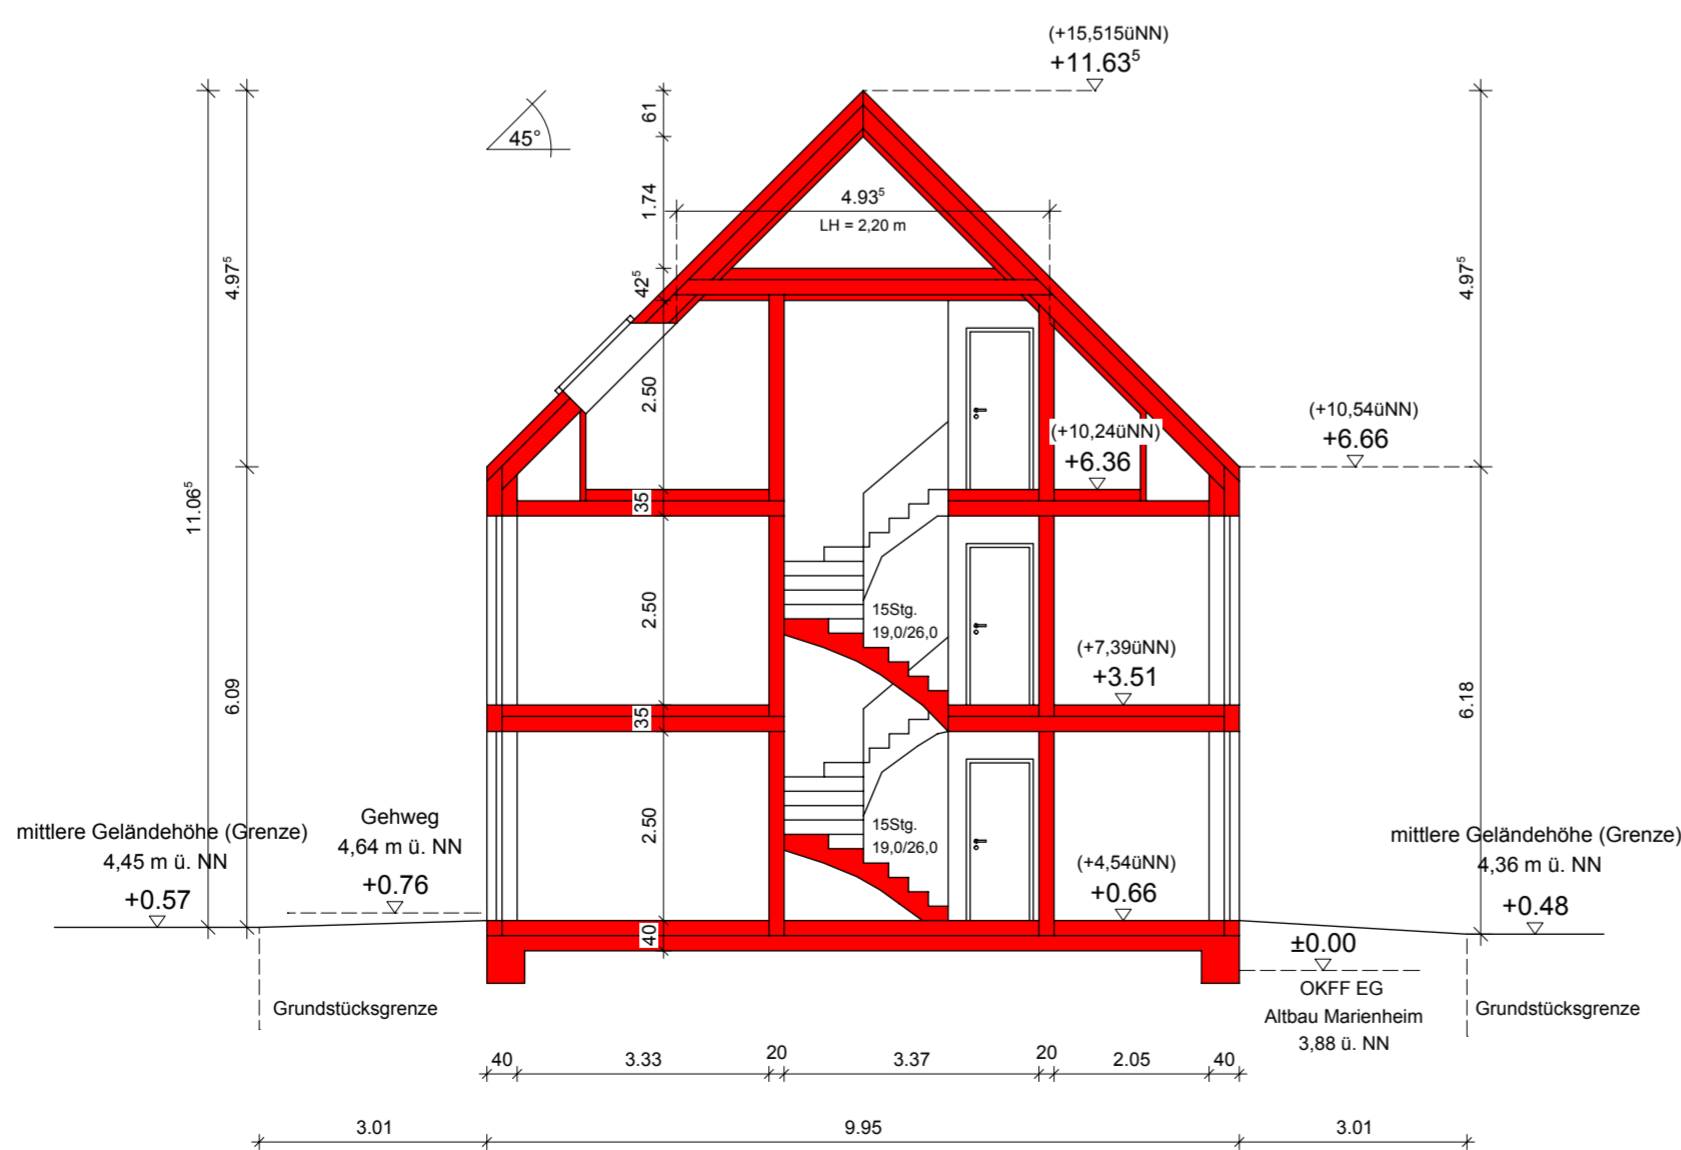 (+15,515üNN)
+11.63⁵
45°
61
1.74
4.93⁵
LH = 2,20 m
42⁵
4.97⁵
4.97⁵
11.06⁵
2.50
(+10,54üNN)
+6.66
(+10,24üNN)
+6.36
35
2.50
15Stg.
19,0/26,0
(+7,39üNN)
+3.51
6.09
6.18
35
2.50
15Stg.
19,0/26,0
mittlere Geländehöhe (Grenze)
4,45 m ü. NN
+0.57
Gehweg
4,64 m ü. NN
+0.76
(+4,54üNN)
+0.66
mittlere Geländehöhe (Grenze)
4,36 m ü. NN
+0.48
40
±0.00
OKFF EG
Altbau Marienheim
3,88 ü. NN
Grundstücksgrenze
Grundstücksgrenze
40 3.33 20 3.37 20 2.05 40
3.01 9.95 3.01